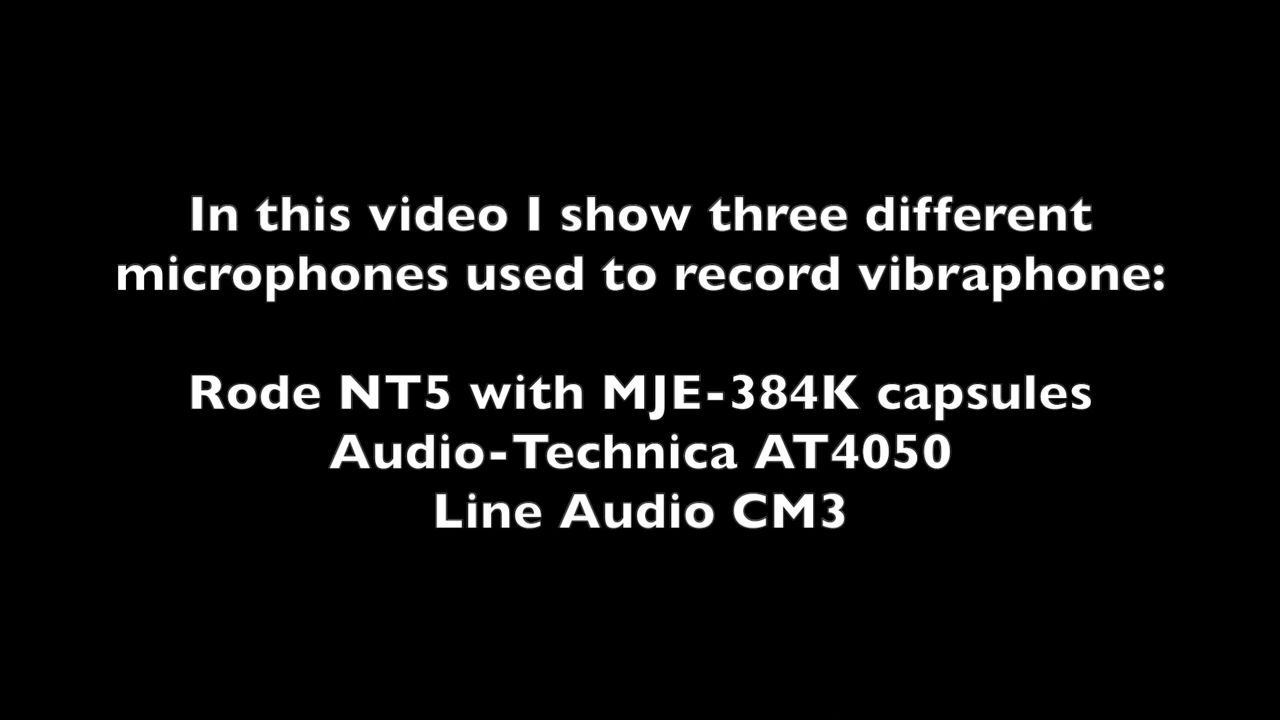 In this video I show three different
microphones used to record vibraphone:
Rode NT5 with MJE-384K capsules
Audio-Technica AT4050
Line Audio CM3